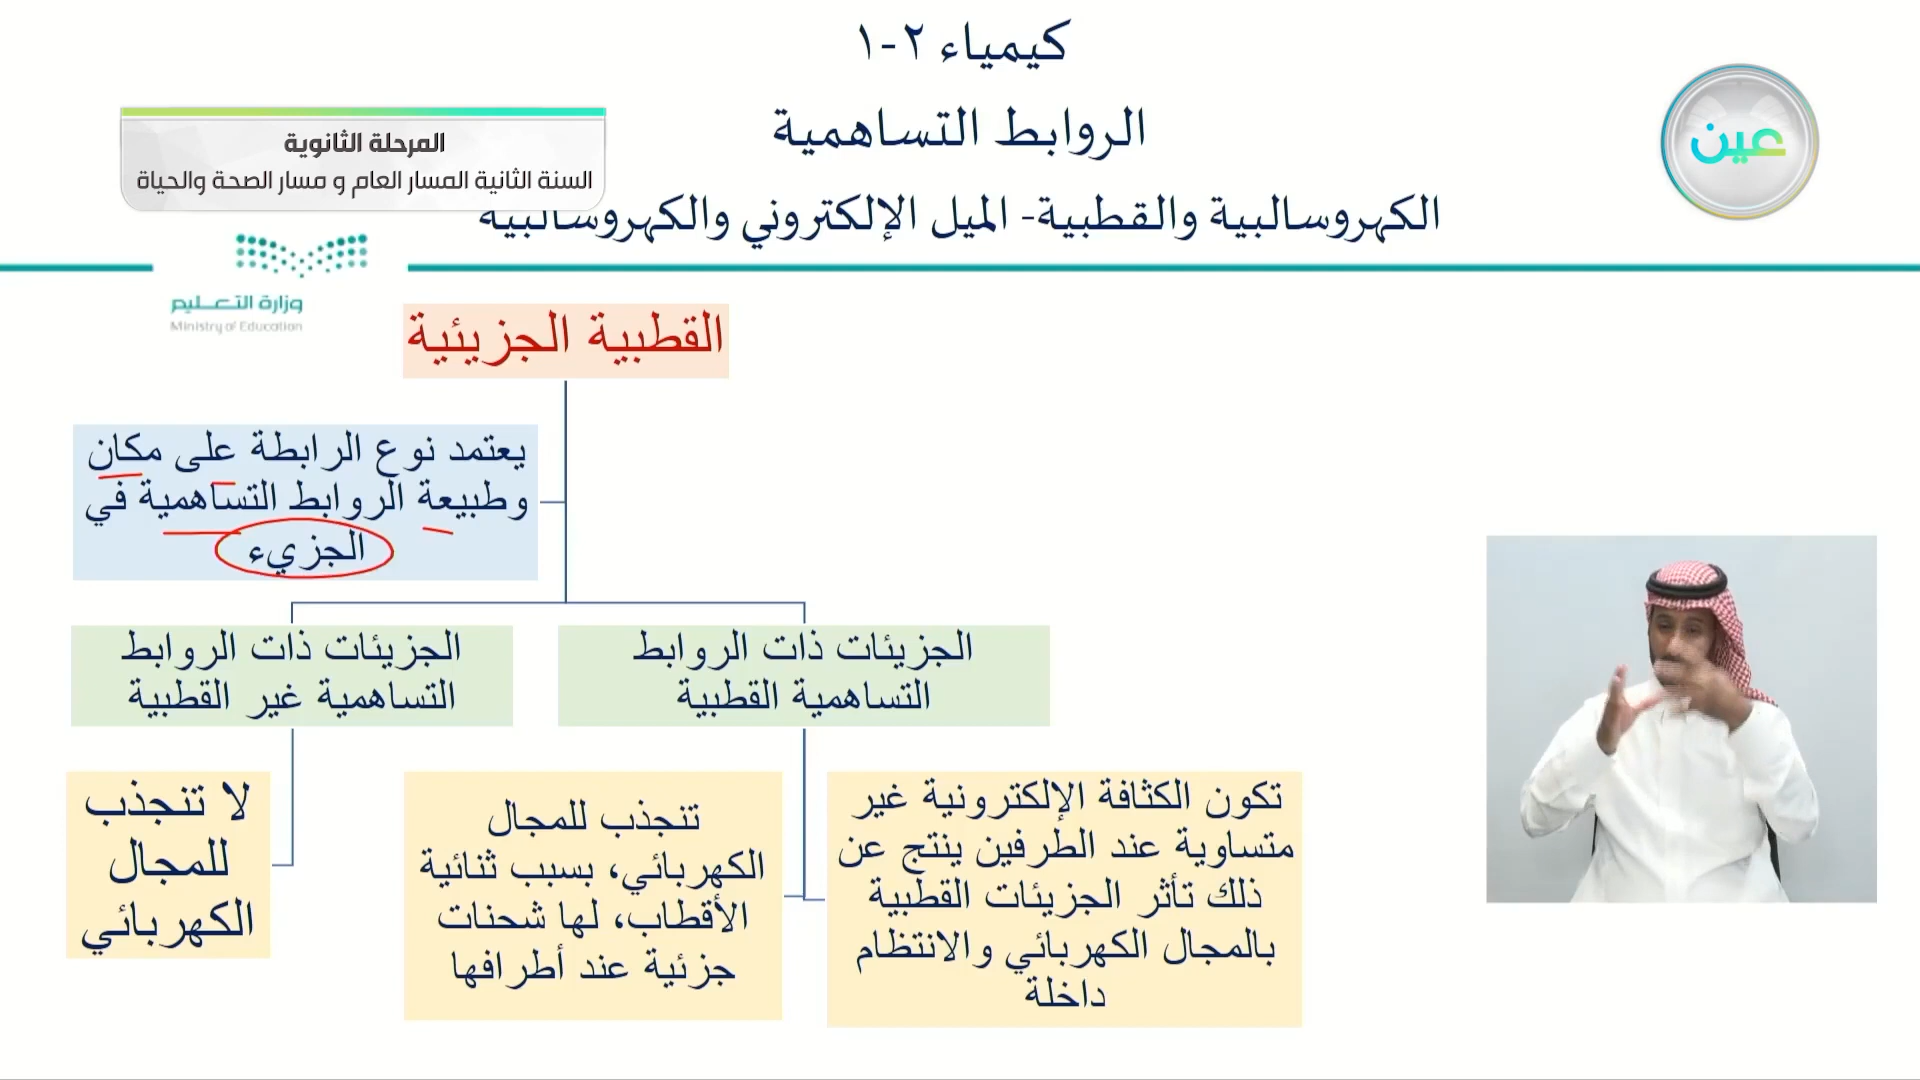 كيمياء ٢-١
الروابط التساهمية
المرحلة الثانوية
السنة الثانية المسار العام و مسار الصحة والحياة
عين
الكهروسالبية والقطبية- الميل الإلكتروني والكهروسالبية
وزارة التعليم
Ministry of Education
القطبية الجزيئية
يعتمد نوع الرابطة على مكان
وطبيعة الروابط التساهمية في
الجزيء
الجزيئات ذات الروابط
التساهمية القطبية
الجزيئات ذات الروابط
التساهمية غير القطبية
تكون الكثافة الإلكترونية غير
متساوية عند الطرفين ينتج عن
ذلك تأثر الجزيئات القطبية
بالمجال الكهربائي والانتظام
داخلة
تنجذب للمجال
الكهربائي، بسبب ثنائية
الأقطاب، لها شحنات
جزئية عند أطرافها
لا تنجذب
للمجال
الكهربائي